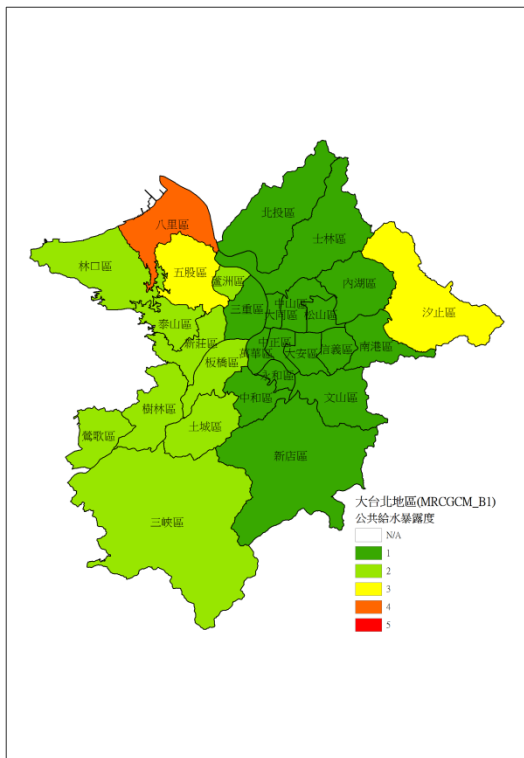 北投區
士林區
八里區
林口區
五股區
蘆洲區
內湖區
汐止區
三重區
中山區
大同區
松山區
泰山區
新莊區
中正區
萬華區
大安區
信義區
南港區
板橋區
永和區
中和區
文山區
樹林區
土城區
鶯歌區
新店區
三峽區
大台北地區(MRCGCM_B1)
公共給水暴露度
N/A
1
2
3
4
5